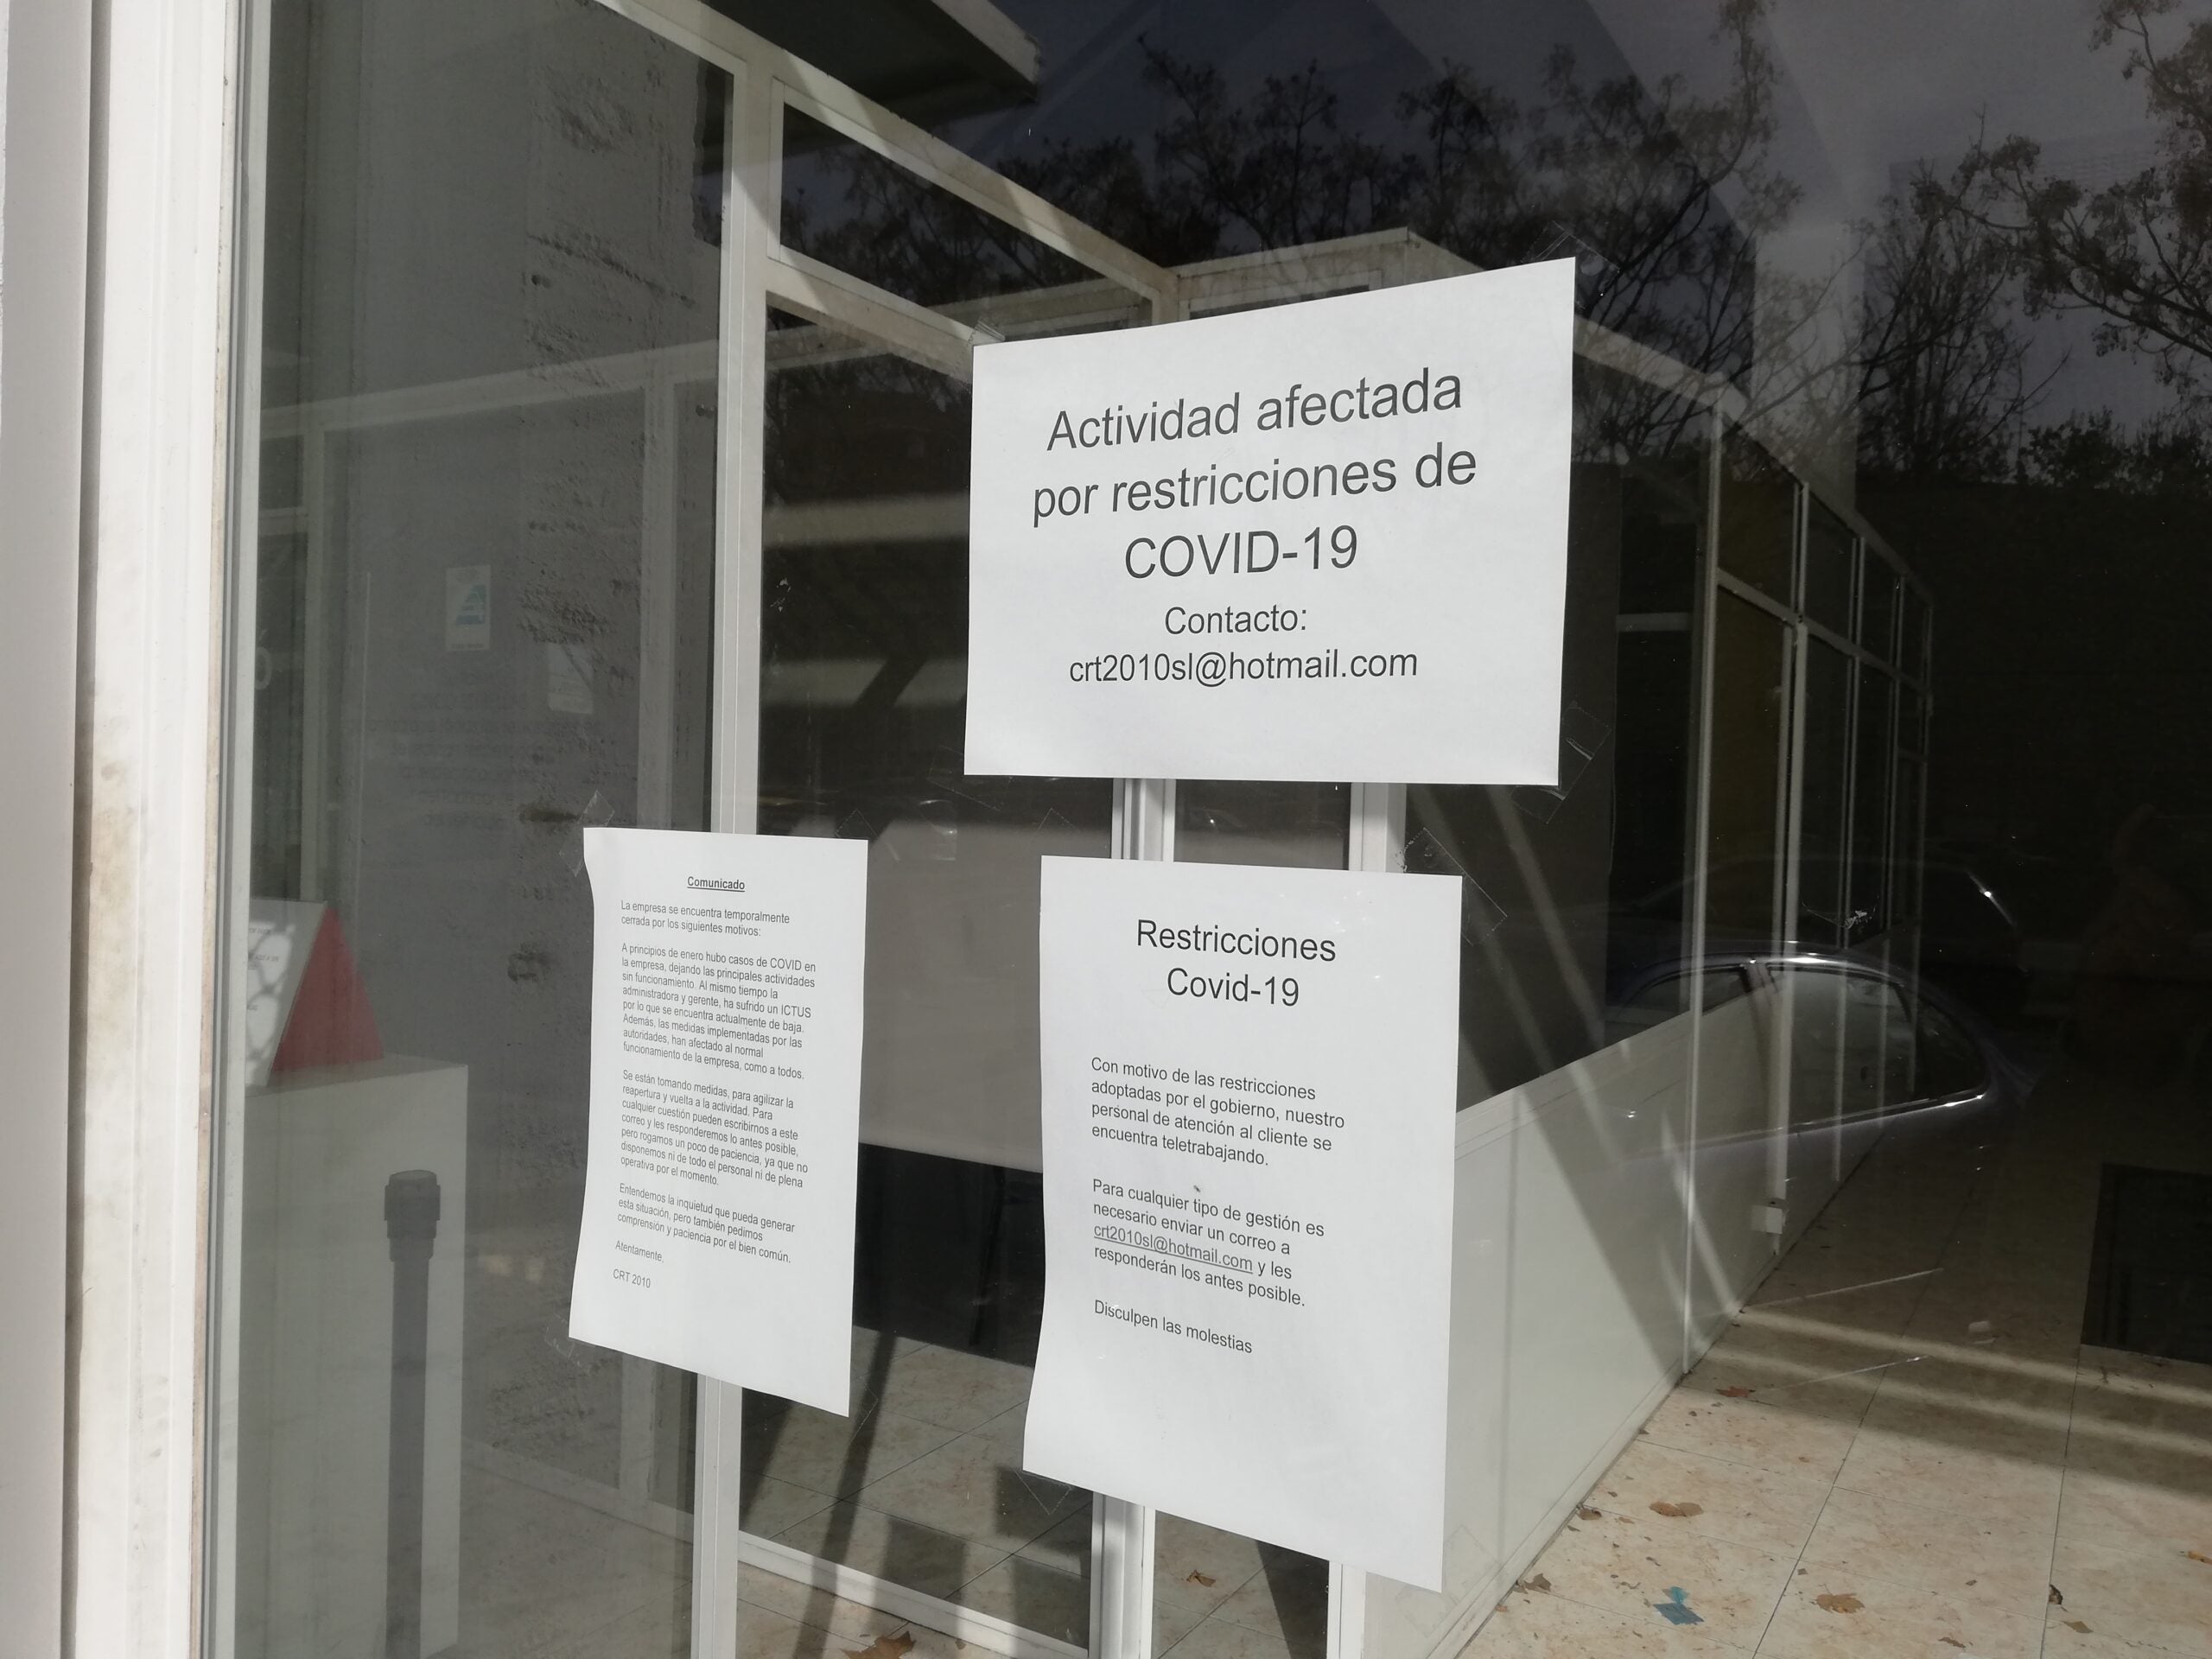 Actividad afectada
por restricciones de
COVID-19
Contacto:
crt2010sl@hotmail.com
Comunicado
La empresa se encuentra temporalmente
cerrada por los siguientes motivos:
A principios de enero hubo casos de COVID en
la empresa, dejando las principales actividades
sin funcionamiento. Al mismo tiempo la
administradora y gerente, ha sufrido un ICTUS
por lo que se encuentra actualmente de baja.
Además, las medidas implementadas por las
autoridades, han afectado al normal
funcionamiento de la empresa, como a todos.
Se están tomando medidas, para agilizar la
reapertura y vuelta a la actividad. Para
cualquier cuestión pueden escribirnos a este
correo y les responderemos lo antes posible,
pero rogamos un poco de paciencia, ya que no
disponemos ni de todo el personal ni de plena
operativa por el momento.
Entendemos la inquietud que pueda generar
esta situación, pero también pedimos
comprensión y paciencia por el bien común.
Atentamente.
CRT 2010
Restricciones
Covid-19
Con motivo de las restricciones
adoptadas por el gobierno, nuestro
personal de atención al cliente se
encuentra teletrabajando.
Para cualquier tipo de gestión es
necesario enviar un correo a
crt2010sl@hotmail.com y les
responderán los antes posible.
Disculpen las molestias